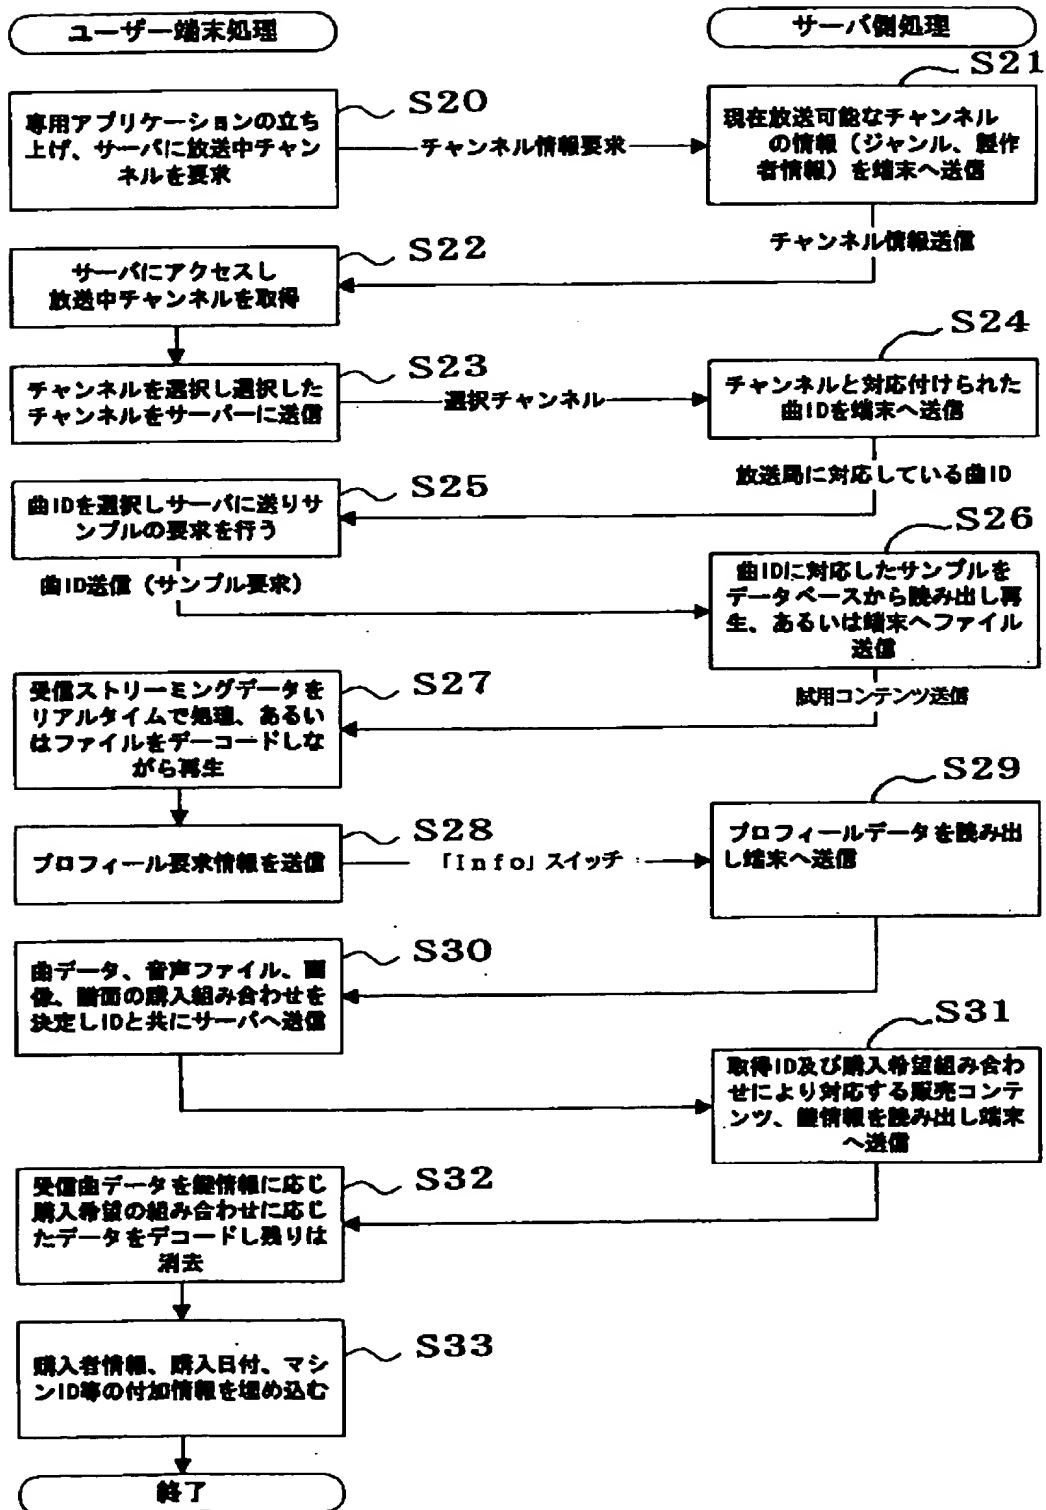 ユーザー端末処理
サーバ側処理
S20
S21
専用アプリケーションの立ち
上げ、サーバに放送中チャン
ネルを要求
チャンネル情報要求
現在放送可能なチャンネル
の情報（ジャンル、製作
者情報）を端末へ送信
チャンネル情報送信
S22
サーバにアクセスし
放送中チャンネルを取得
S23
S24
チャンネルを選択し選択した
チャンネルをサーバーに送信
選択チャンネル
チャンネルと対応付けられた
曲IDを端末へ送信
放送局に対応している曲ID
S25
曲IDを選択しサーバに送りサ
ンプルの要求を行う
曲ID送信（サンプル要求）
S26
曲IDに対応したサンプルを
データベースから読み出し再
生、あるいは端末へファイル
送信
試用コンテンツ送信
S27
受信ストリーミングデータを
リアルタイムで処理、あるい
はファイルをデーコードしな
がら再生
S28
S29
プロフィール要求情報を送信
「Info」スイッチ
プロフィールデータを読み出
し端末へ送信
S30
曲データ、音声ファイル、画
像、譜面の購入組み合わせを
決定しIDと共にサーバへ送信
S31
取得ID及び購入希望組み合わ
せにより対応する販売コンテ
ンツ、鍵情報を読み出し端末
へ送信
S32
受信曲データを鍵情報に応じ
購入希望の組み合わせに応じ
たデータをデコードし残りは
消去
S33
購入者情報、購入日付、マシ
ンID等の付加情報を埋め込む
終了